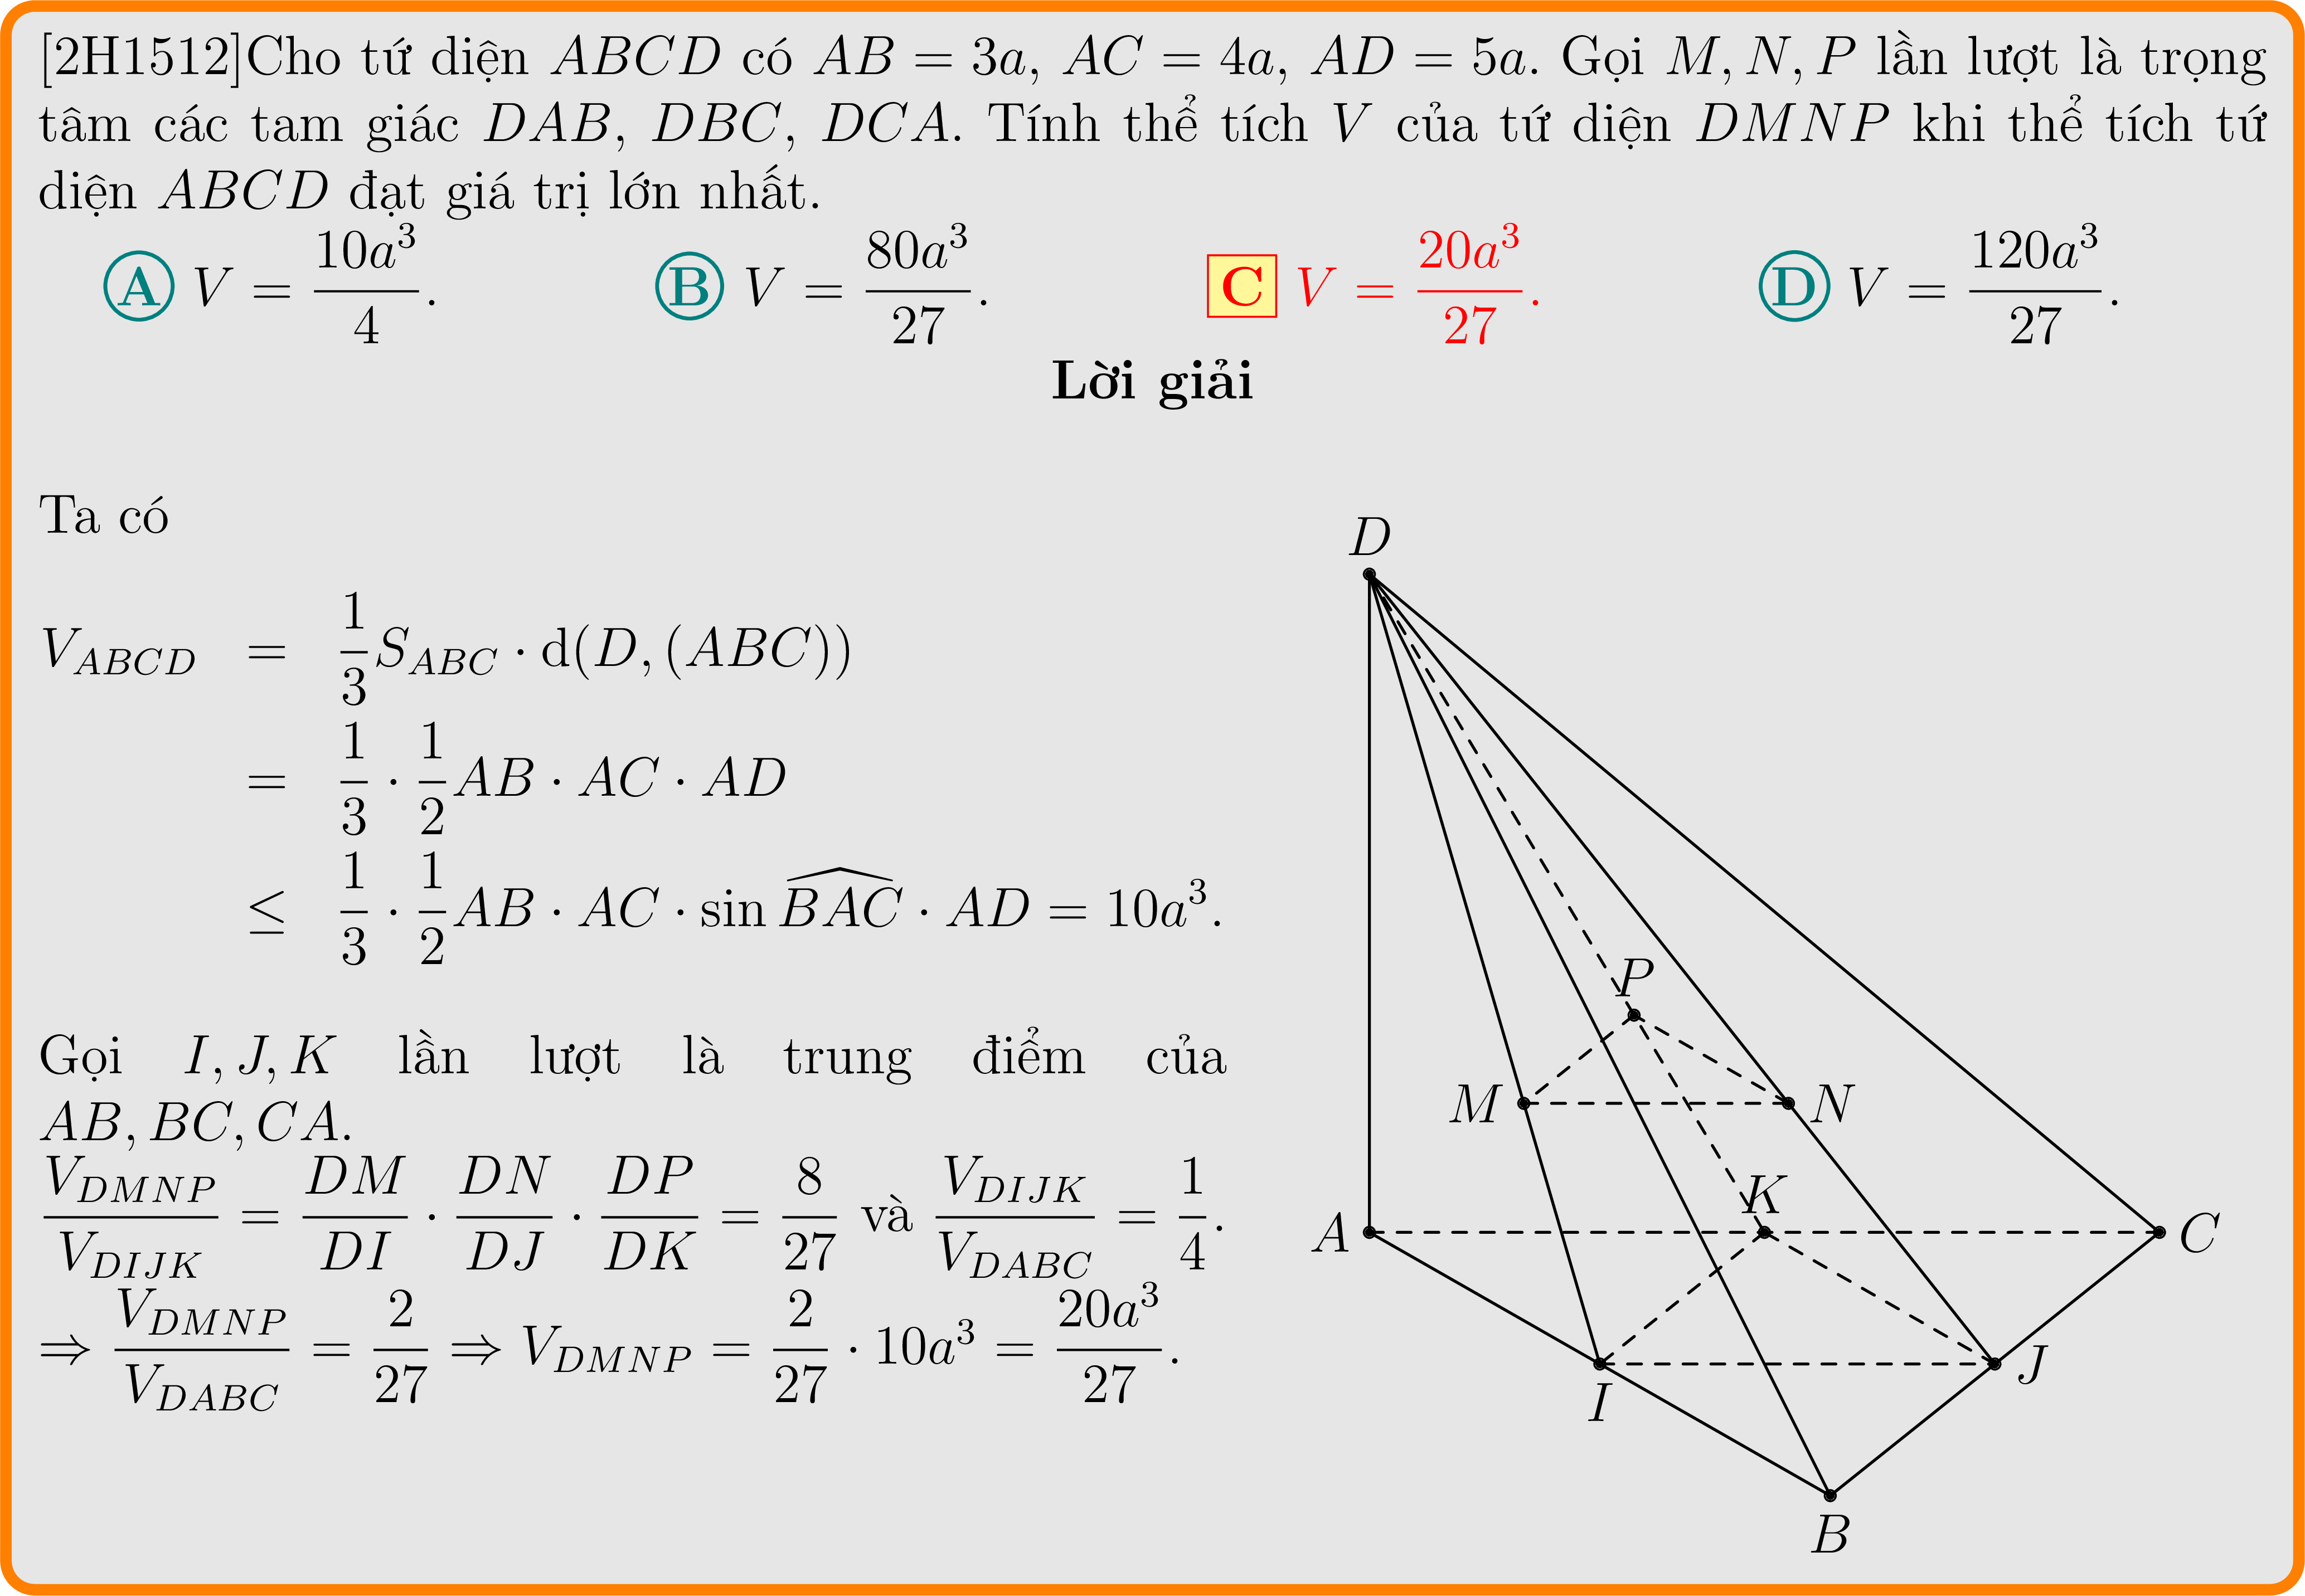 [2H1512]Cho tứ diện $ABCD$ có $AB = 3a$, $AC = 4a$, $AD = 5a$. Gọi $M, N, P$ lần lượt là trọng
tâm các tam giác $DAB$, $DBC$, $DCA$. Tính thể tích $V$ của tứ diện $DMNP$ khi thể tích tứ
diện $ABCD$ đạt giá trị lớn nhất.
A $V = \frac{10a^3}{4}$. B $V = \frac{80a^3}{27}$. C $V = \frac{20a^3}{27}$. D $V = \frac{120a^3}{27}$.
Lời giải
Ta có
$V_{ABCD} = \frac{1}{3} S_{ABC} \cdot \mathrm{d}(D, (ABC))$
$= \frac{1}{3} \cdot \frac{1}{2} AB \cdot AC \cdot AD$
$\leq \frac{1}{3} \cdot \frac{1}{2} AB \cdot AC \cdot \sin \widehat{BAC} \cdot AD = 10a^3$.
Gọi $I, J, K$ lần lượt là trung điểm của
$AB, BC, CA$.
$\frac{V_{DMNP}}{V_{DIJK}} = \frac{DM}{DI} \cdot \frac{DN}{DJ} \cdot \frac{DP}{DK} = \frac{8}{27}$ và $\frac{V_{DIJK}}{V_{DABC}} = \frac{1}{4}$.
$\Rightarrow \frac{V_{DMNP}}{V_{DABC}} = \frac{2}{27} \Rightarrow V_{DMNP} = \frac{2}{27} \cdot 10a^3 = \frac{20a^3}{27}$.
D
P
M
N
K
A
C
J
I
B